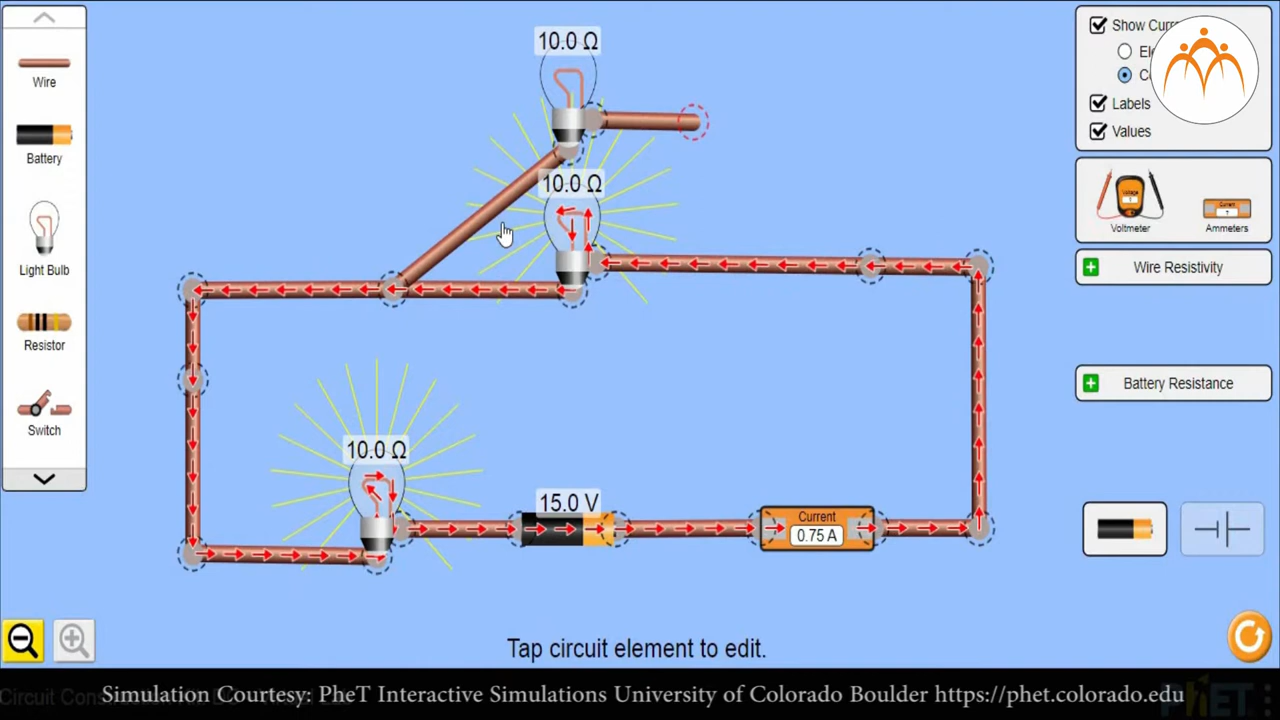 Wire
Battery
Light Bulb
Resistor
Switch
10.0 Ω
10.0 Ω
10.0 Ω
15.0 V
Current
0.75 A
Show
Labels
Values
Voltage
Voltmeter
Current
Ammeters
Wire Resistivity
Battery Resistance
Tap circuit element to edit.
Simulation Courtesy: PheT Interactive Simulations University of Colorado Boulder https://phet.colorado.edu